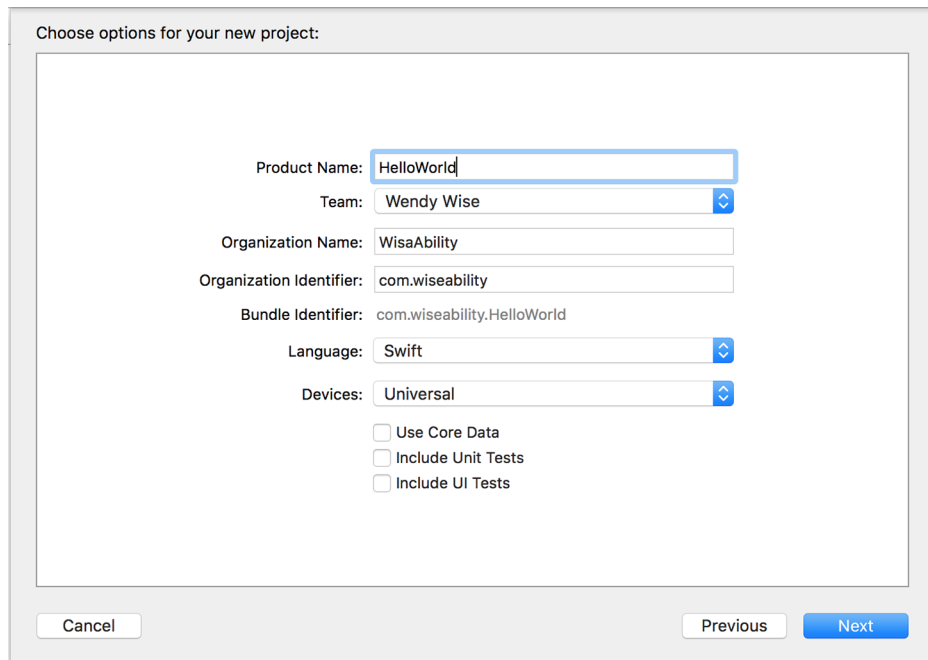 Choose options for your new project:
Product Name: HelloWorld
Team: Wendy Wise
Organization Name: WisaAbility
Organization Identifier: com.wiseability
Bundle Identifier: com.wiseability.HelloWorld
Language: Swift
Devices: Universal
Use Core Data
Include Unit Tests
Include UI Tests
Cancel Previous Next